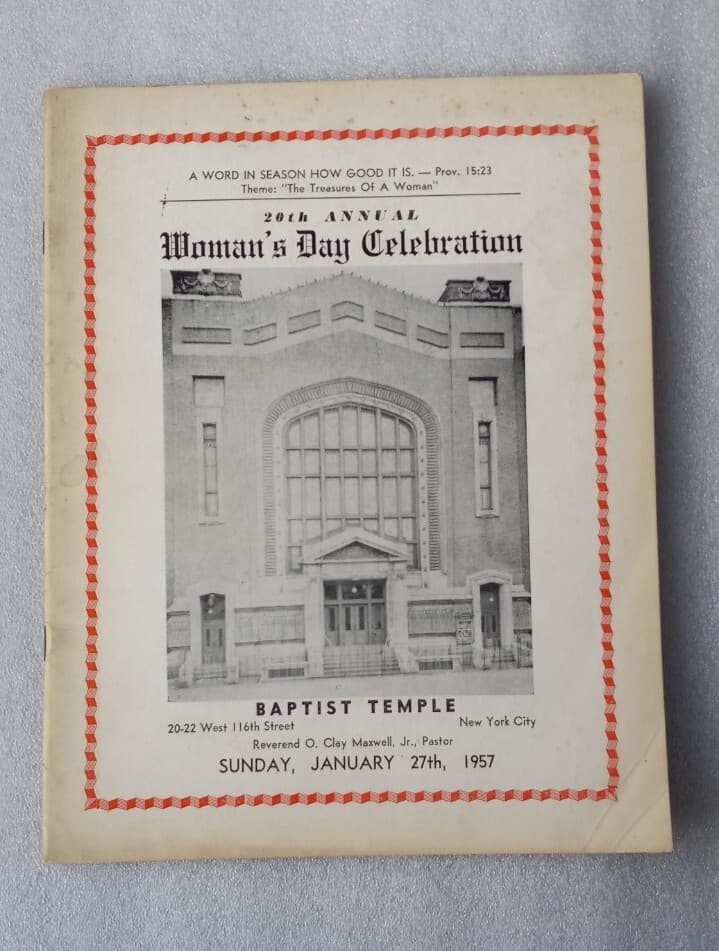 A WORD IN SEASON HOW GOOD IT IS. — Prov. 15:23
Theme: "The Treasures Of A Woman"
20th ANNUAL
Woman's Day Celebration
BAPTIST TEMPLE
20-22 West 116th Street New York City
Reverend O. Clay Maxwell, Jr., Pastor
SUNDAY, JANUARY 27th, 1957